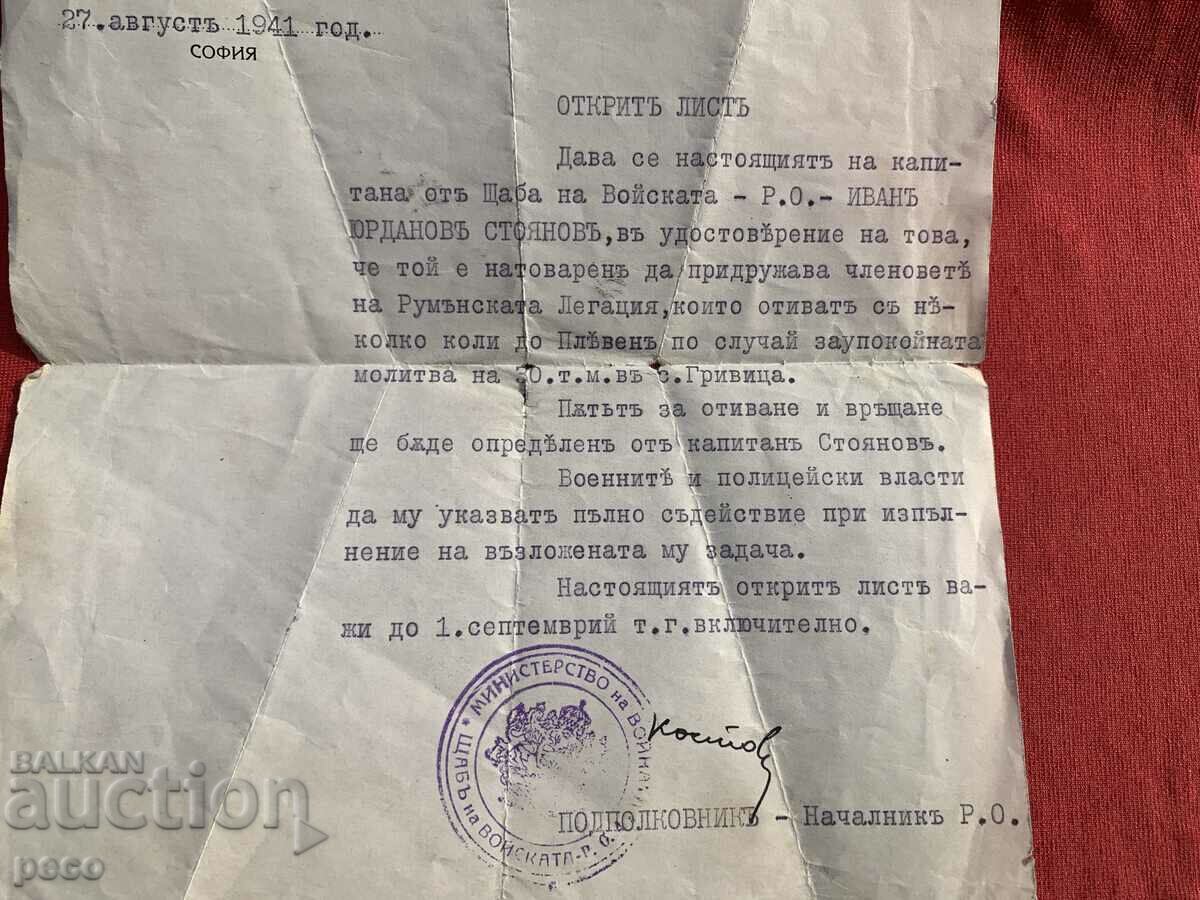 27.августъ 1941 год.
СОФИЯ
ОТКРИТЪ ЛИСТЪ
Дава се настоящиятъ на капи-
тана отъ Щаба на Войската - Р.О.- ИВАНЪ
ЮРДАНОВЪ СТОЯНОВЪ,въ удостовѣрение на това,
че той е натоваренъ да придружава членоветѣ
на Румънската Легация,които отиватъ съ нѣ-
колко коли до Плѣвенъ по случай заупокойната
молитва на 30.т.м.въ с.Гривица.
Пѫтьтъ за отиване и врѣщане
ще бѫде опредѣленъ отъ капитанъ Стояновъ.
Военнитѣ и полицейски власти
да му указватъ пълно съдействие при изпъл-
нение на възложената му задача.
Настоящиятъ откритъ листъ ва-
жи до 1.септемврий т.г.включително.
МИНИСТЕРСТВО на ВОЙНАТА
* ЩАБЪ на ВОЙСКАТА - Р. О. *
Костов
ПОДПОЛКОВНИКЪ - Началникъ Р.О.
BALKAN
auction
peco